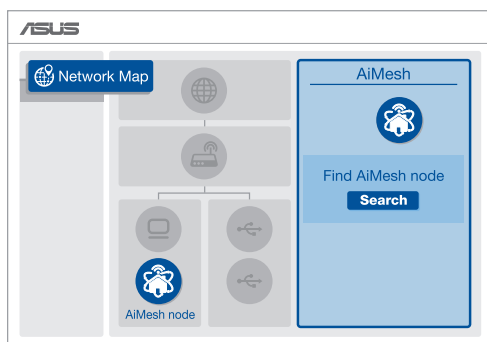 ASUS
Network Map
AiMesh
Find AiMesh node
Search
AiMesh node